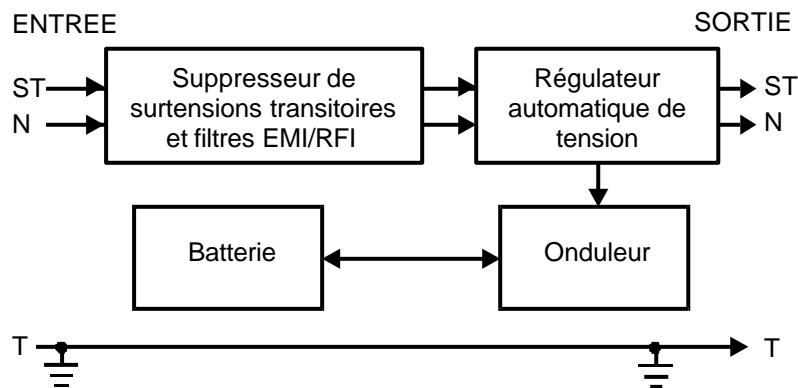 ENTREE
SORTIE
ST
Suppresseur de
surtensions transitoires
et filtres EMI/RFI
Régulateur
automatique de
tension
ST
N
N
Batterie
Onduleur
T
T